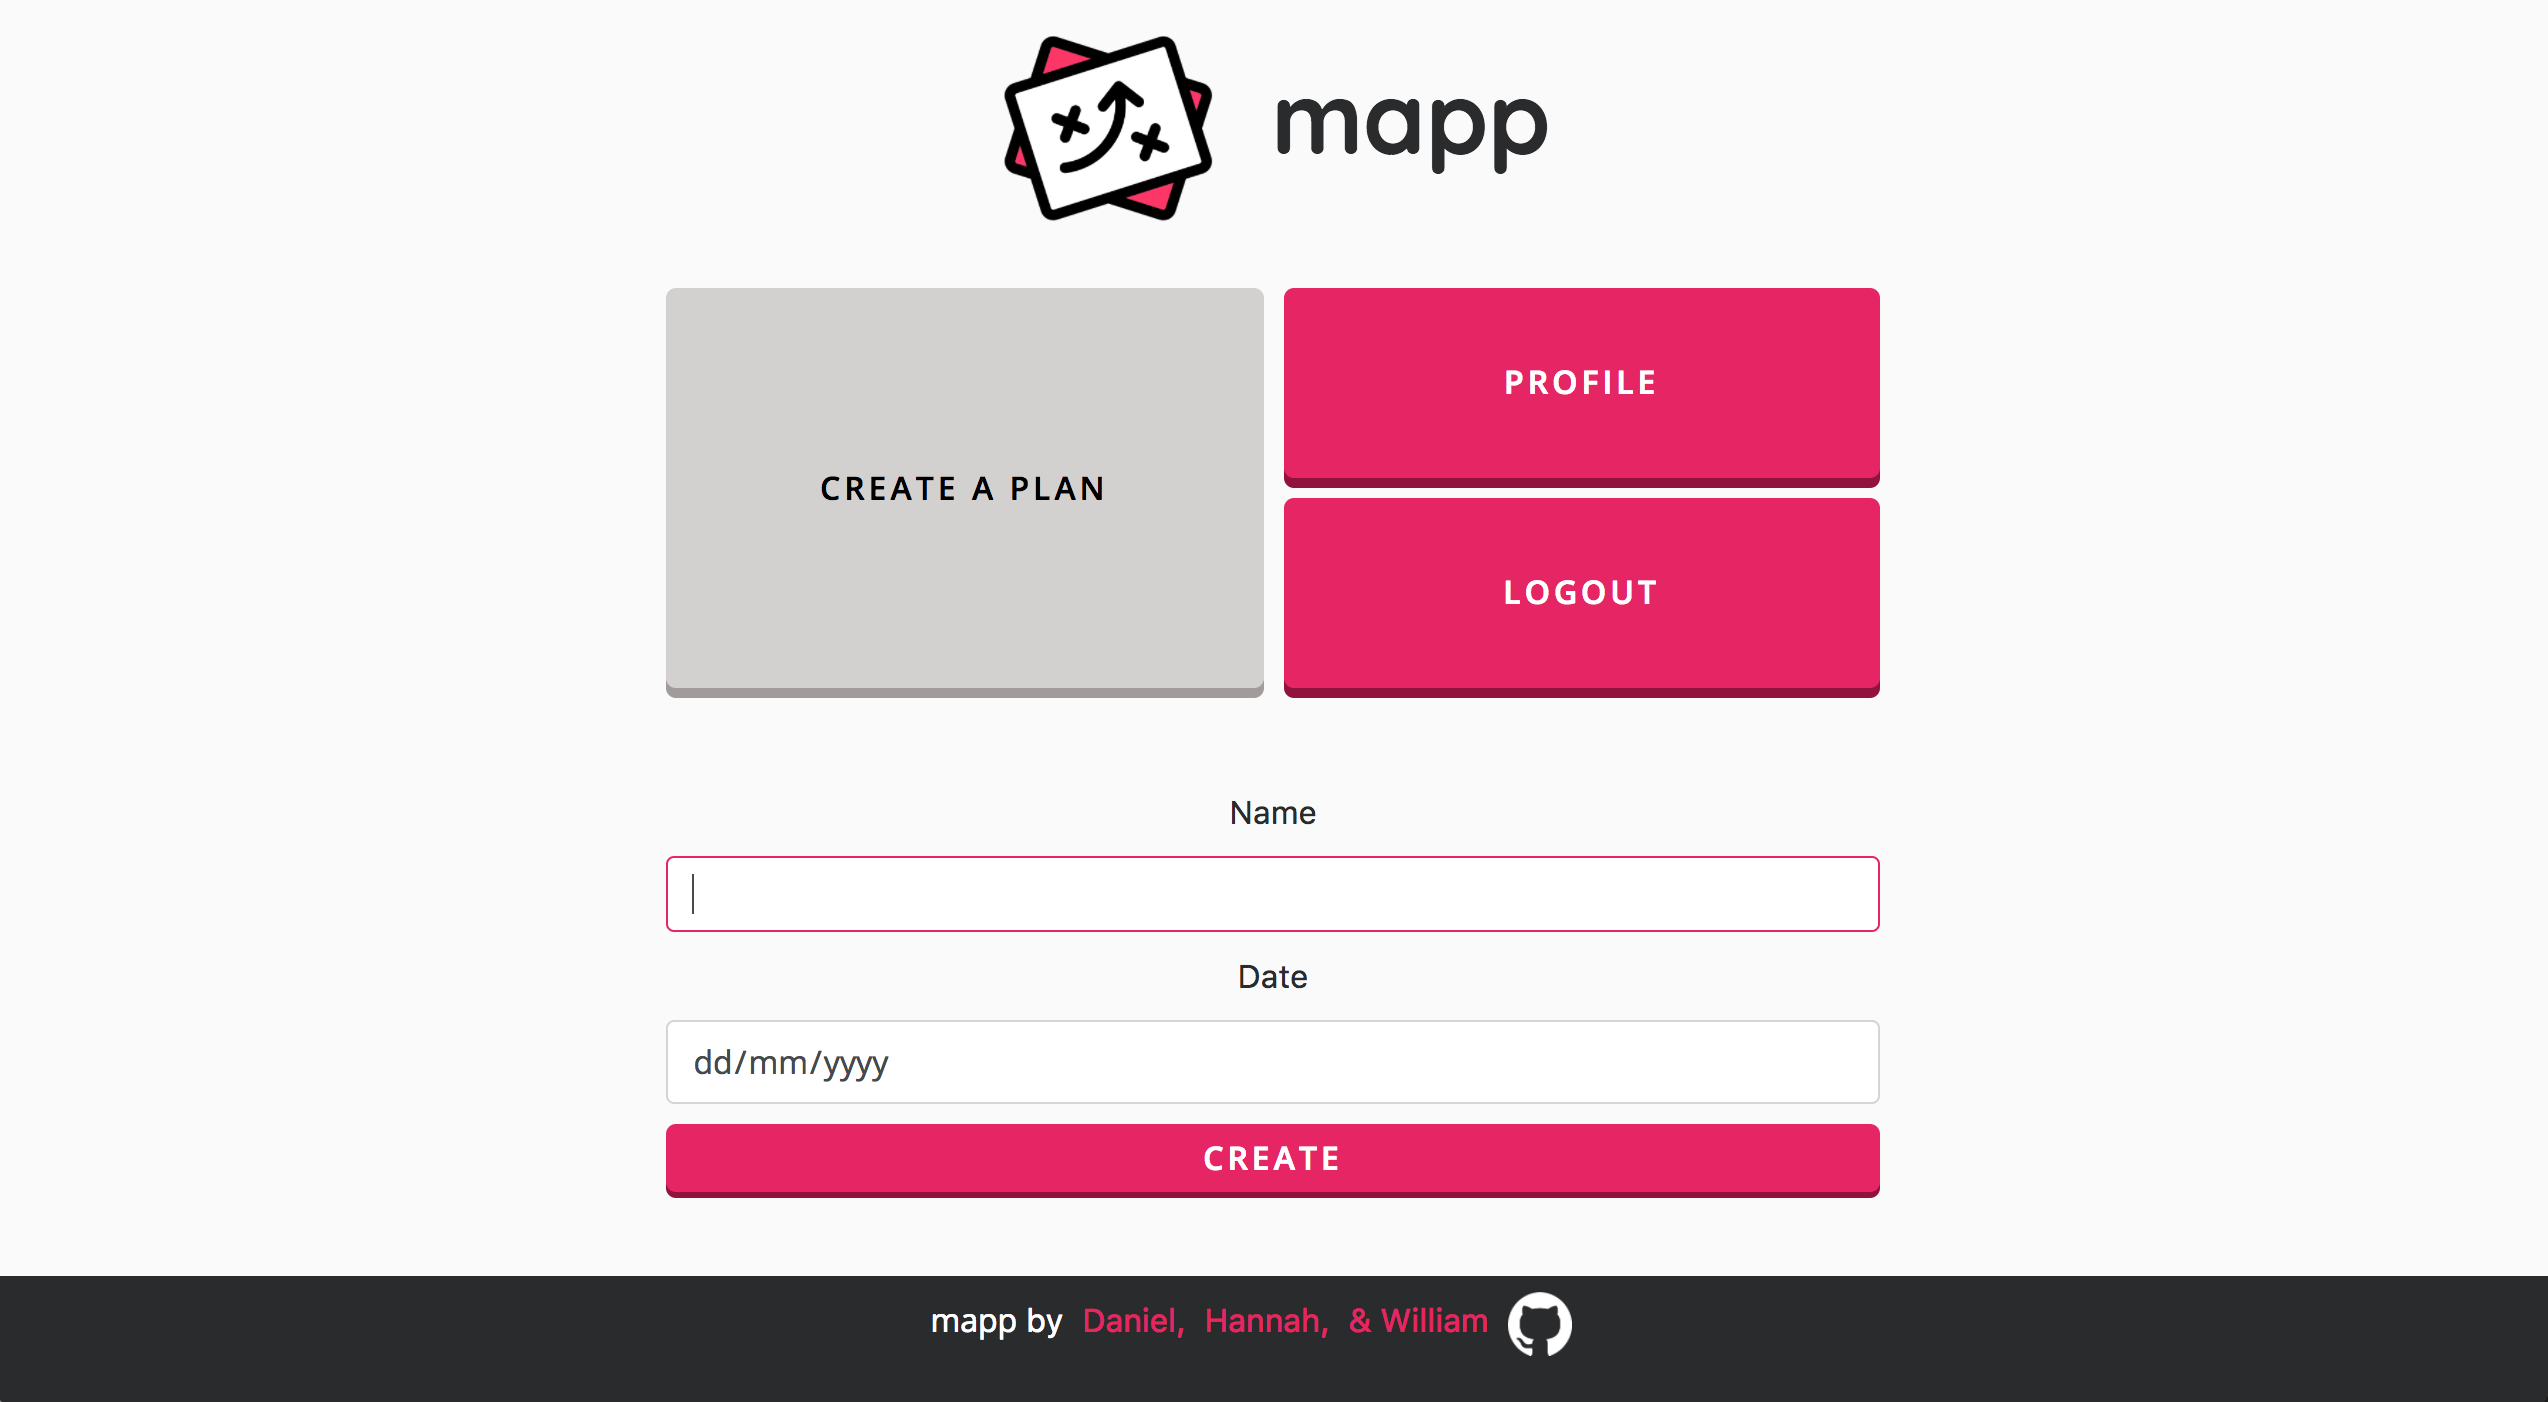 mapp
CREATE A PLAN
PROFILE
LOGOUT
Name
Date
dd/mm/yyyy
CREATE
mapp by Daniel, Hannah, & William